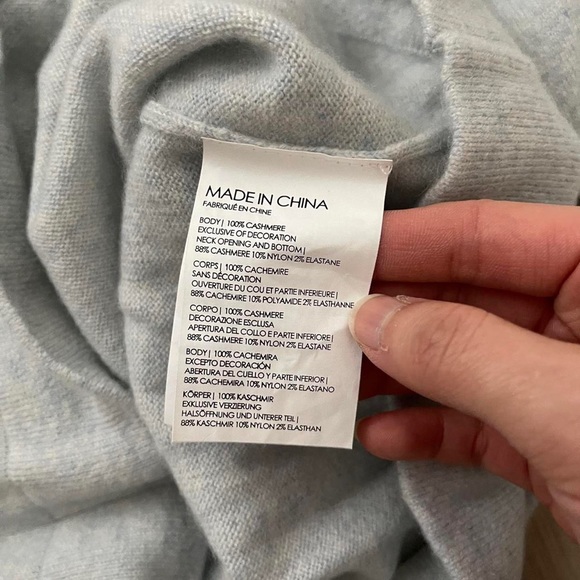 MADE IN CHINA
FABRIQUÉ EN CHINE
BODY | 100% CASHMERE
EXCLUSIVE OF DECORATION
NECK OPENING AND BOTTOM |
88% CASHMERE 10% NYLON 2% ELASTANE
CORPS | 100% CACHEMIRE
SANS DÉCORATION
OUVERTURE DU COU ET PARTIE INFERIEURE |
88% CACHEMIRE 10% POLYAMIDE 2% ELASTHANNE
CORPO | 100% CASHMERE
DECORAZIONE ESCLUSA
APERTURA DEL COLLO E PARTE INFERIORE |
88% CASHMERE 10% NYLON 2% ELASTANE
BODY | 100% CACHEMIRA
EXCEPTO DECORACIÓN
APERTURA DEL CUELLO Y PARTE INFERIOR |
88% CACHEMIRA 10% NYLON 2% ELASTANO
KÖRPER | 100% KASCHMIR
EXKLUSIVE VERZIERUNG
HALSÖFFNUNG UND UNTERER TEIL |
88% KASCHMIR 10% NYLON 2% ELASTHAN